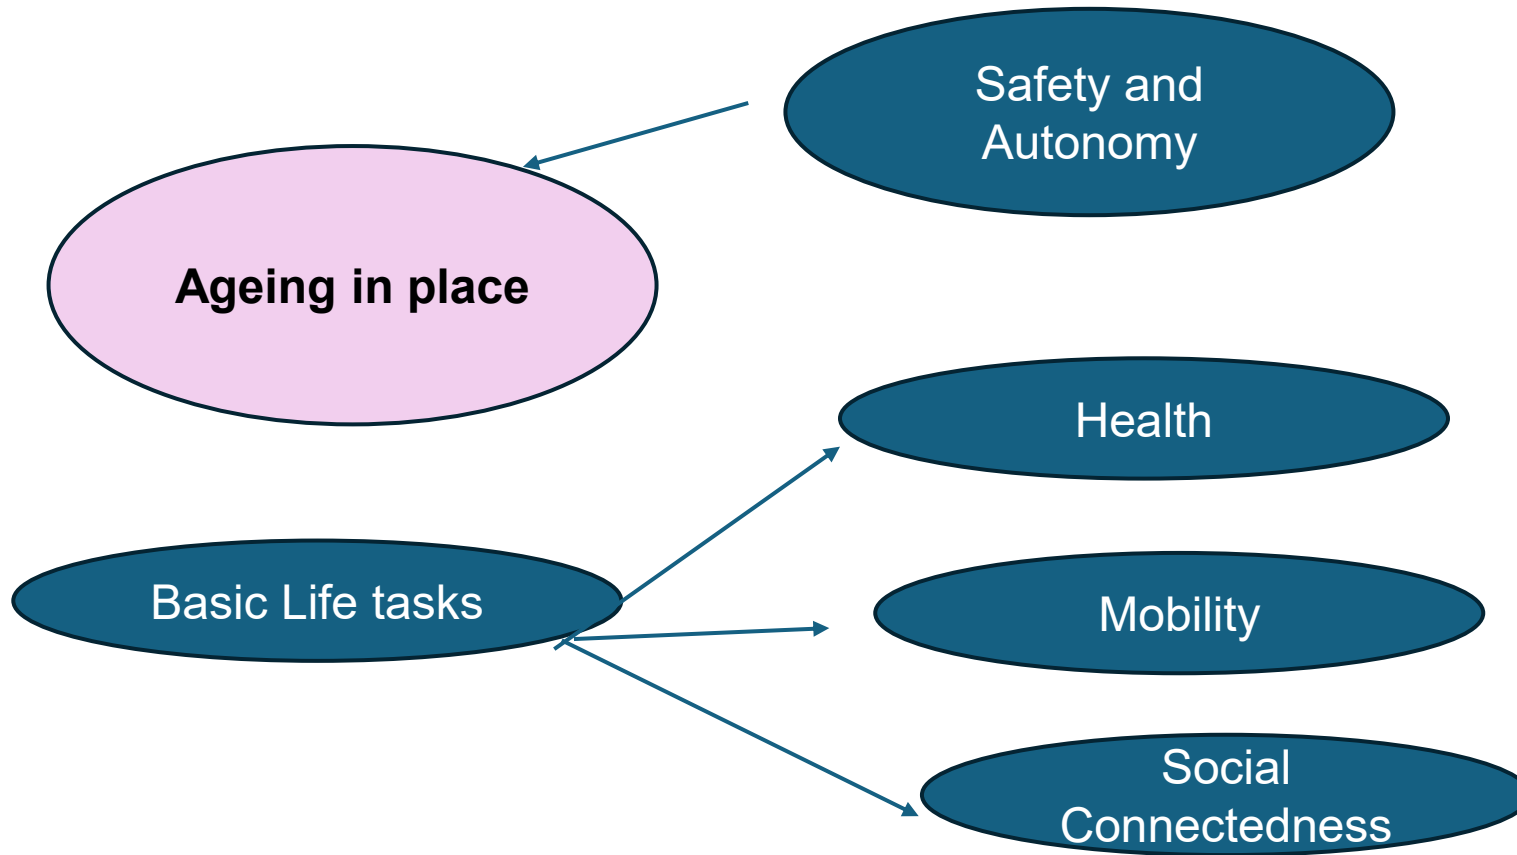 Safety and
Autonomy
Ageing in place
Health
Basic Life tasks
Mobility
Social
Connectedness